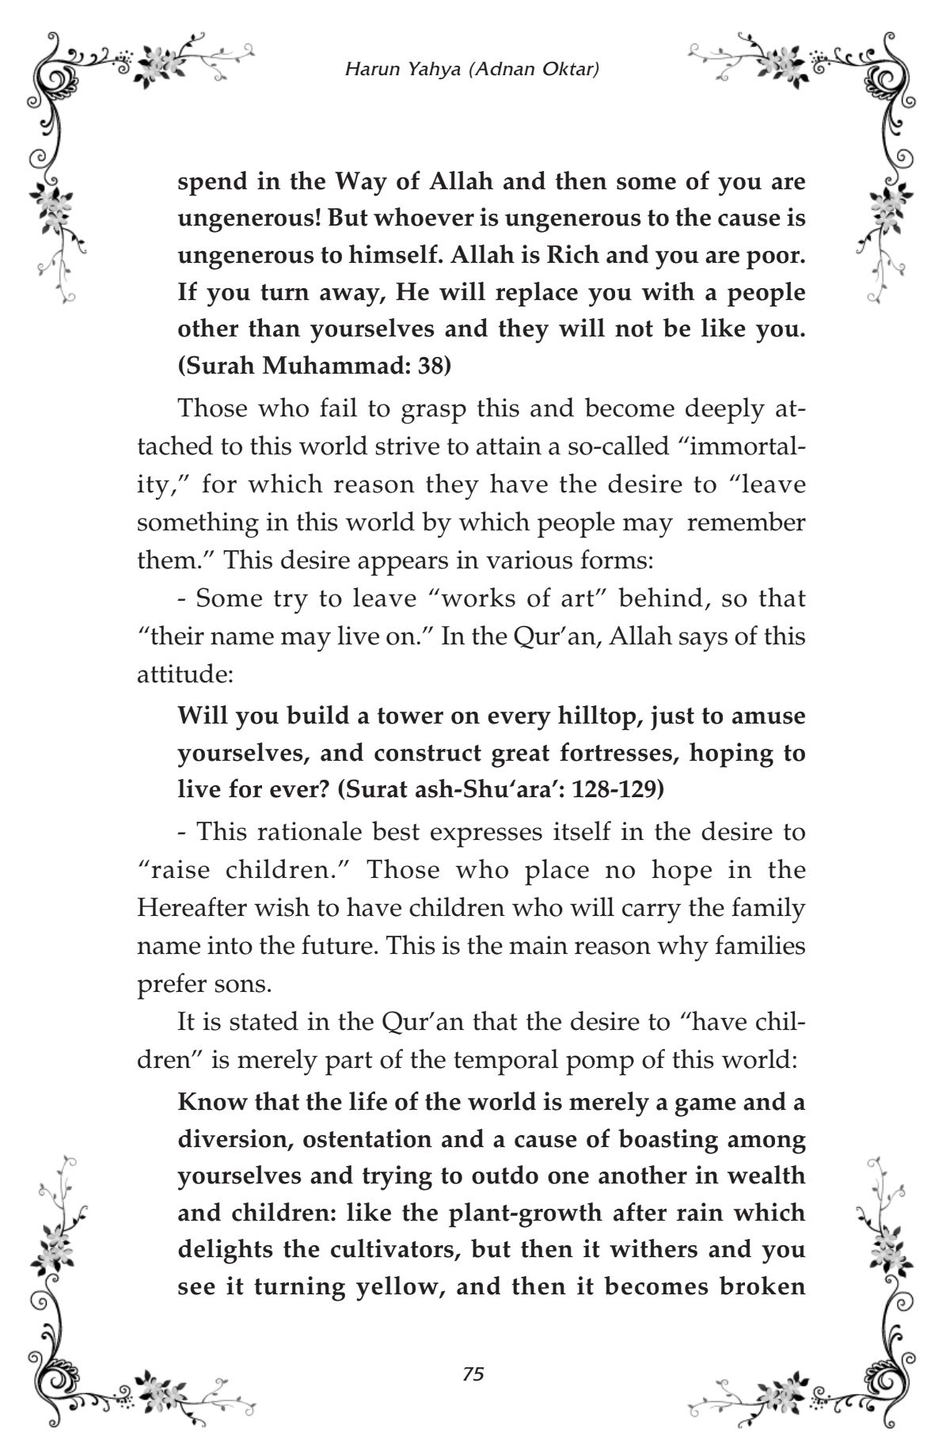 Harun Yahya (Adnan Oktar)
spend in the Way of Allah and then some of you are
ungenerous! But whoever is ungenerous to the cause is
ungenerous to himself. Allah is Rich and you are poor.
If you turn away, He will replace you with a people
other than yourselves and they will not be like you.
(Surah Muhammad: 38)
Those who fail to grasp this and become deeply at-
tached to this world strive to attain a so-called “immortal-
ity,” for which reason they have the desire to “leave
something in this world by which people may remember
them.” This desire appears in various forms:
- Some try to leave “works of art” behind, so that
“their name may live on.” In the Qur’an, Allah says of this
attitude:
Will you build a tower on every hilltop, just to amuse
yourselves, and construct great fortresses, hoping to
live for ever? (Surat ash-Shu‘ara’: 128-129)
- This rationale best expresses itself in the desire to
“raise children.” Those who place no hope in the
Hereafter wish to have children who will carry the family
name into the future. This is the main reason why families
prefer sons.
It is stated in the Qur’an that the desire to “have chil-
dren” is merely part of the temporal pomp of this world:
Know that the life of the world is merely a game and a
diversion, ostentation and a cause of boasting among
yourselves and trying to outdo one another in wealth
and children: like the plant-growth after rain which
delights the cultivators, but then it withers and you
see it turning yellow, and then it becomes broken
75